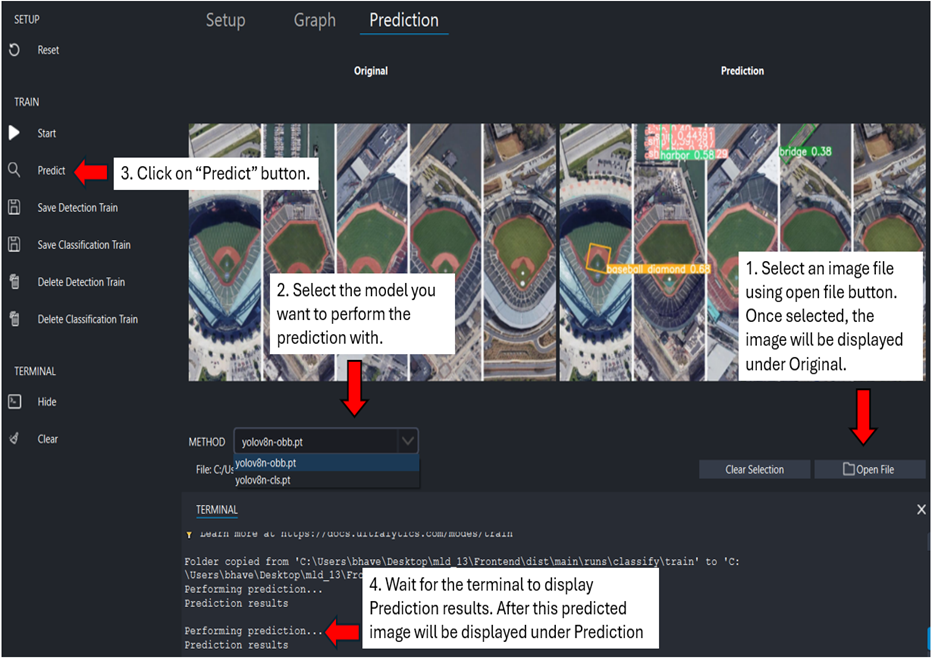 SETUP
Reset
TRAIN
Start
Predict
Save Detection Train
Save Classification Train
Delete Detection Train
Delete Classification Train
TERMINAL
Hide
Clear
Setup Graph Prediction
Original Prediction
harbor 0.58
bridge 0.38
baseball diamond 0.68
3. Click on “Predict” button.
2. Select the model you
want to perform the
prediction with.
1. Select an image file
using open file button.
Once selected, the
image will be displayed
under Original.
METHOD yolov8n-obb.pt
yolov8n-obb.pt
yolov8n-cls.pt
File: C:/Us
Clear Selection Open File
TERMINAL X
Learn more at https://docs.ultralytics.com/modes/train
Folder copied from 'C:\Users\bhave\Desktop\mld_13\Frontend\dist\main\runs\classify\train' to 'C:
\Users\bhave\Desktop\mld_13\Fro
Performing prediction...
Prediction results
Performing prediction...
Prediction results
4. Wait for the terminal to display
Prediction results. After this predicted
image will be displayed under Prediction